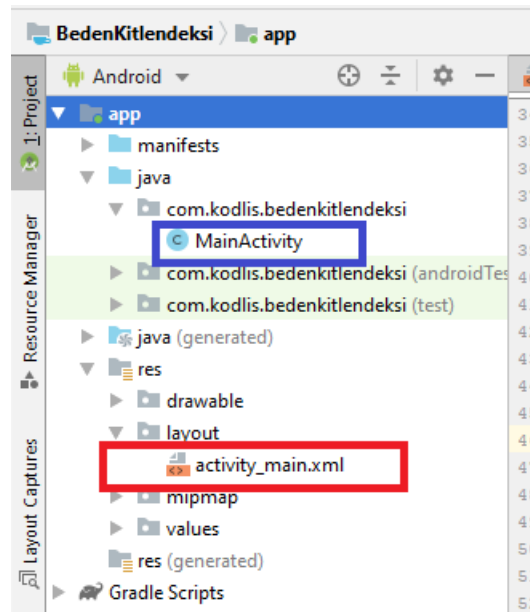 BedenKitlendeksi app
Android
1: Project
app
manifests
java
com.kodlis.bedenkitlendeksi
C MainActivity
com.kodlis.bedenkitlendeksi (androidTes
com.kodlis.bedenkitlendeksi (test)
java (generated)
Resource Manager
res
drawable
layout
activity_main.xml
mipmap
values
res (generated)
Layout Captures
Gradle Scripts